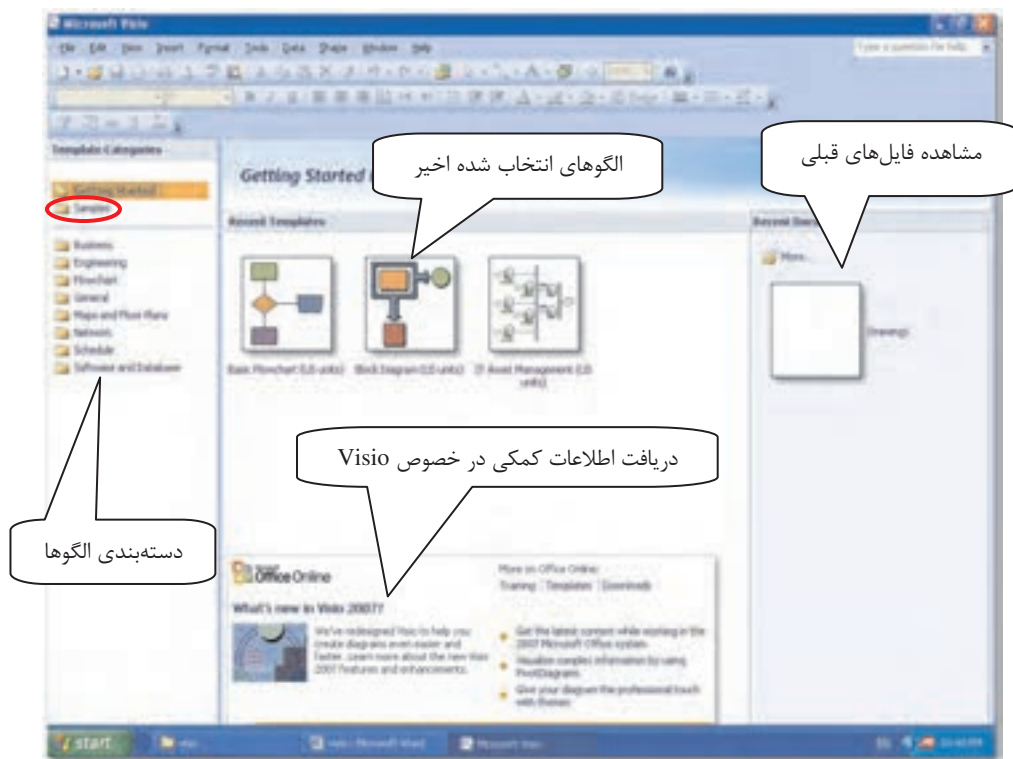 Microsoft Visio
File Edit View Insert Format Tools Data Shape Window Help
Type a question for help
Template Categories
Getting Started
Samples
Business
Engineering
Flowchart
General
Maps and Floor Plans
Network
Schedule
Software and Database
دسته‌بندی الگوها
Getting Started
الگوهای انتخاب شده اخیر
Recent Templates
Basic Flowchart (US units)
Block Diagram (US units)
IT Asset Management (US
units)
دریافت اطلاعات کمکی در خصوص Visio
Office Online
More on Office Online:
Training Templates Downloads
What's new in Visio 2007?
We've redesigned Visio to help you
create diagrams even easier and
faster. Learn more about the new Visio
2007 features and enhancements.
Get the latest content while working in the
2007 Microsoft Office system.
Visualize complex information by using
PivotDiagrams.
Give your diagram the professional touch
with themes.
مشاهده فایل‌های قبلی
Recent
More...
Drawing1
start
Microsoft Visio
EN